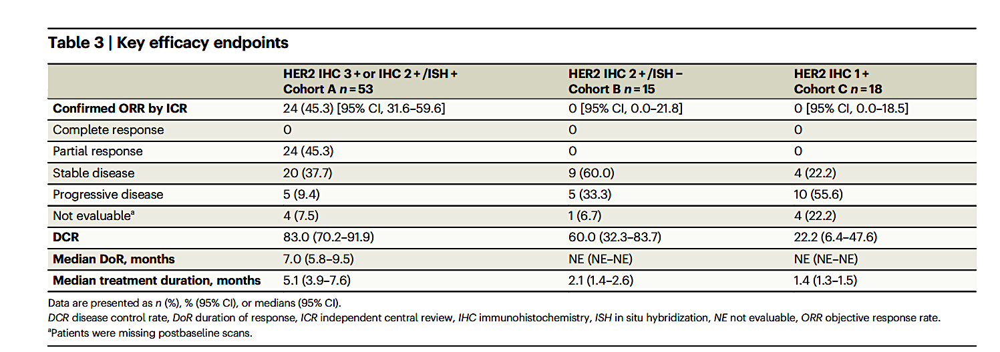 Table 3 | Key efficacy endpoints
HER2 IHC 3 + or IHC 2 + /ISH + HER2 IHC 2 + /ISH − HER2 IHC 1 +
Cohort A n = 53 Cohort B n = 15 Cohort C n = 18
Confirmed ORR by ICR 24 (45.3) [95% CI, 31.6–59.6] 0 [95% CI, 0.0–21.8] 0 [95% CI, 0.0–18.5]
Complete response 0 0 0
Partial response 24 (45.3) 0 0
Stable disease 20 (37.7) 9 (60.0) 4 (22.2)
Progressive disease 5 (9.4) 5 (33.3) 10 (55.6)
Not evaluableᵃ 4 (7.5) 1 (6.7) 4 (22.2)
DCR 83.0 (70.2–91.9) 60.0 (32.3–83.7) 22.2 (6.4–47.6)
Median DoR, months 7.0 (5.8–9.5) NE (NE–NE) NE (NE–NE)
Median treatment duration, months 5.1 (3.9–7.6) 2.1 (1.4–2.6) 1.4 (1.3–1.5)
Data are presented as n (%), % (95% CI), or medians (95% CI).
DCR disease control rate, DoR duration of response, ICR independent central review, IHC immunohistochemistry, ISH in situ hybridization, NE not evaluable, ORR objective response rate.
ᵃPatients were missing postbaseline scans.